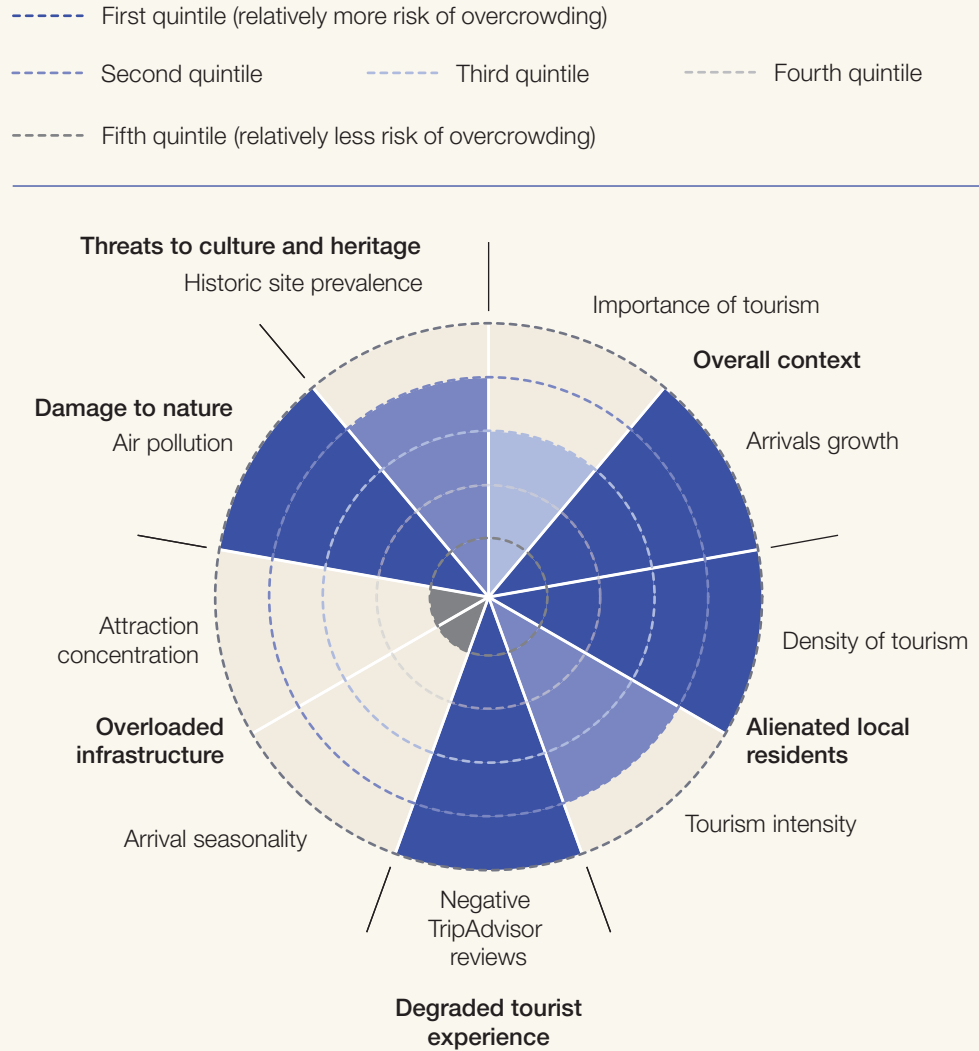 First quintile (relatively more risk of overcrowding)
Second quintile
Third quintile
Fourth quintile
Fifth quintile (relatively less risk of overcrowding)
Threats to culture and heritage
Historic site prevalence
Importance of tourism
Overall context
Arrivals growth
Damage to nature
Air pollution
Attraction
concentration
Density of tourism
Overloaded
infrastructure
Alienated local
residents
Arrival seasonality
Tourism intensity
Negative
TripAdvisor
reviews
Degraded tourist
experience